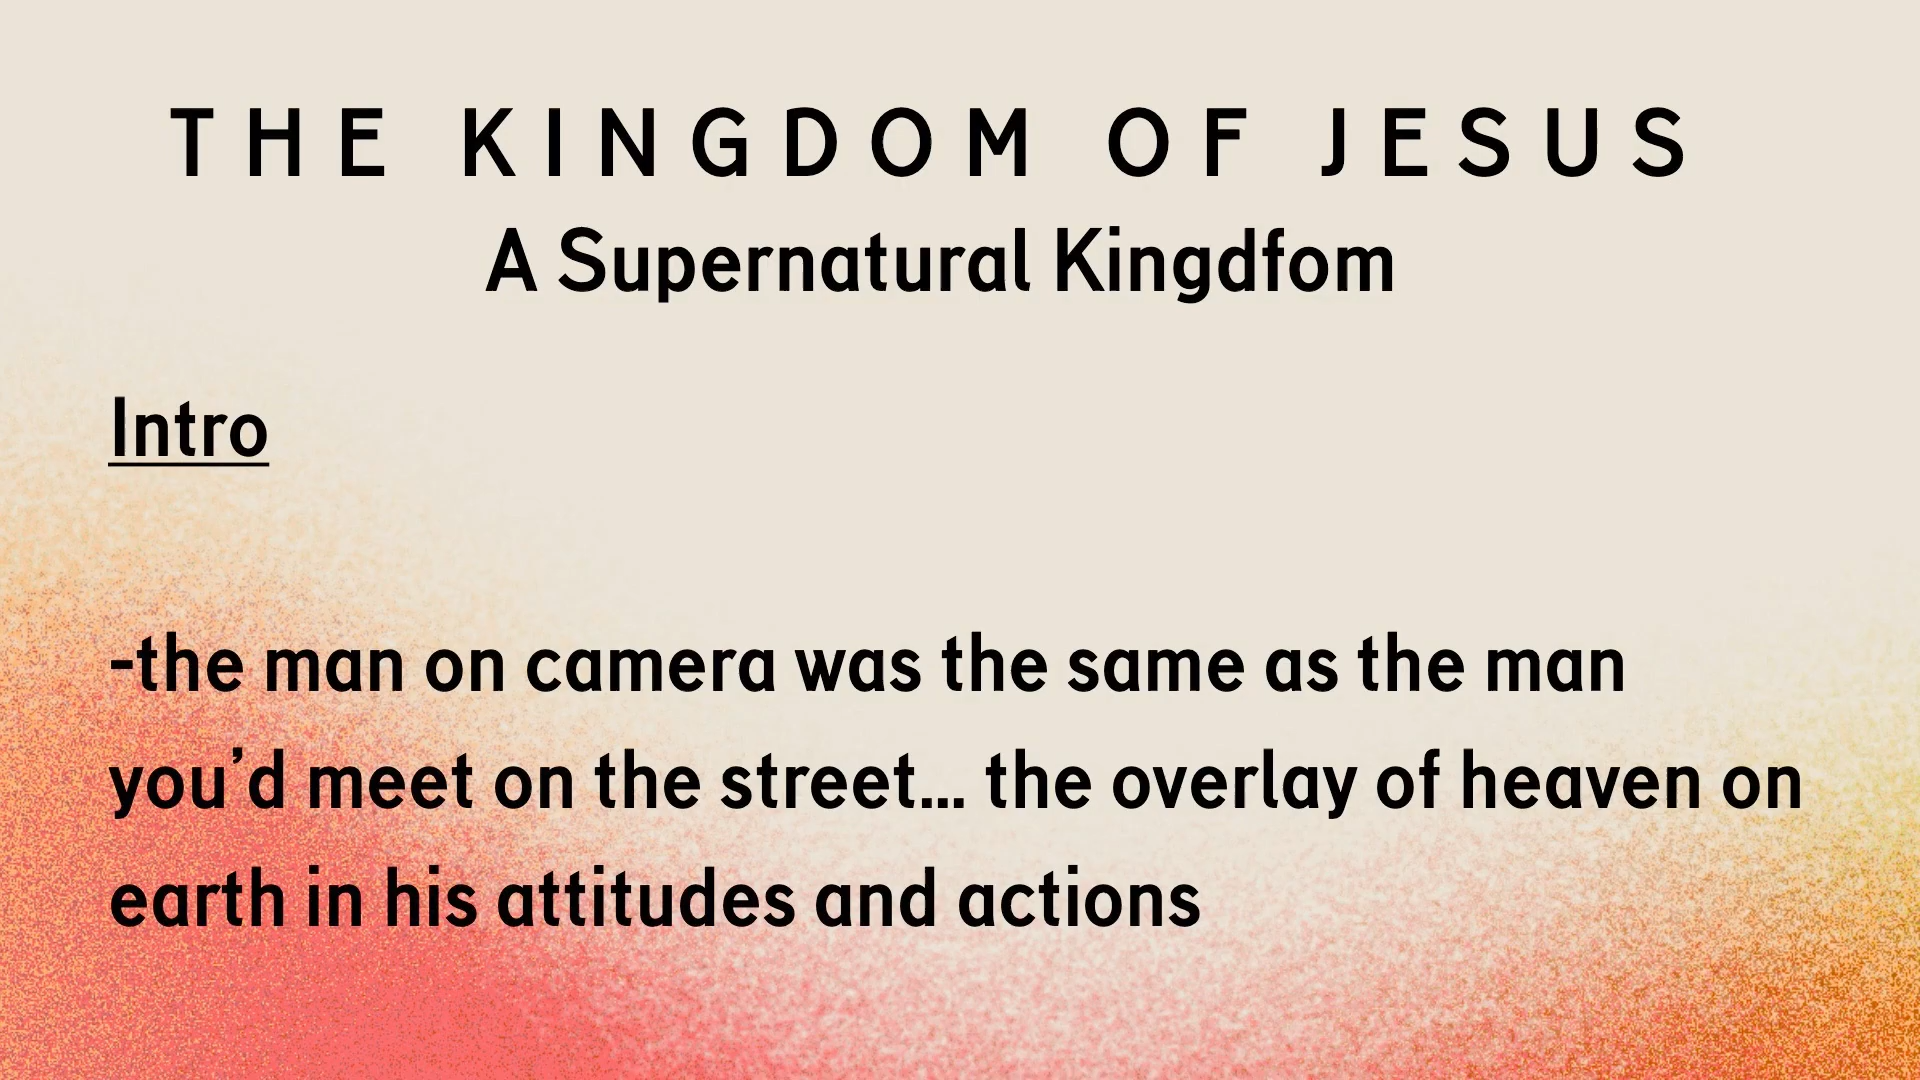 THE KINGDOM OF JESUS
A Supernatural Kingdfom
Intro
-the man on camera was the same as the man
you’d meet on the street... the overlay of heaven on
earth in his attitudes and actions